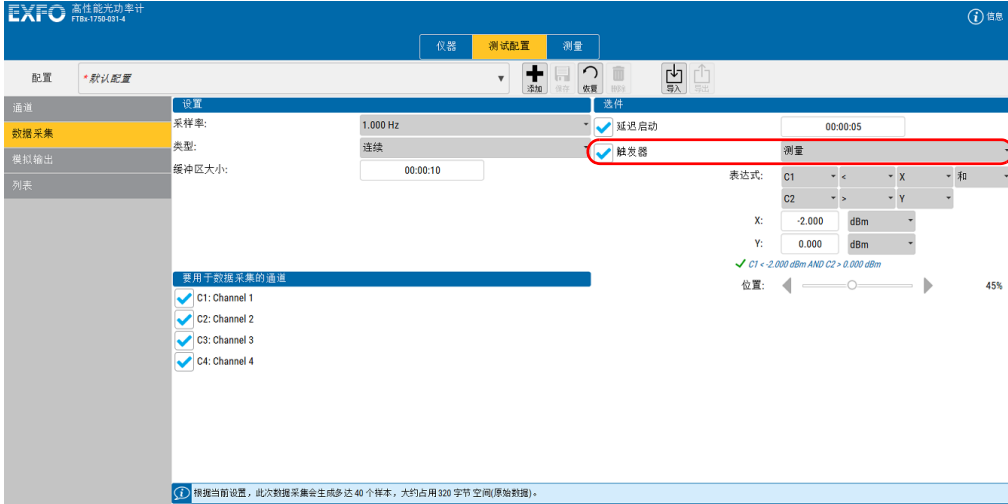 EXFO 高性能光功率计
FTBx-1750-031-4
信息
仪器 测试配置 测量
配置 *默认配置
添加 保存 恢复 删除 导入 导出
通道
数据采集
模拟输出
列表
设置
采样率: 1.000 Hz
类型: 连续
缓冲区大小: 00:00:10
选件
延迟启动 00:00:05
触发器 测量
表达式: C1 < X 和
C2 > Y
X: -2.000 dBm
Y: 0.000 dBm
C1 < -2.000 dBm AND C2 > 0.000 dBm
位置: 45%
要用于数据采集的通道
C1: Channel 1
C2: Channel 2
C3: Channel 3
C4: Channel 4
根据当前设置，此次数据采集会生成多达 40 个样本，大约占用 320 字节 空间(原始数据)。